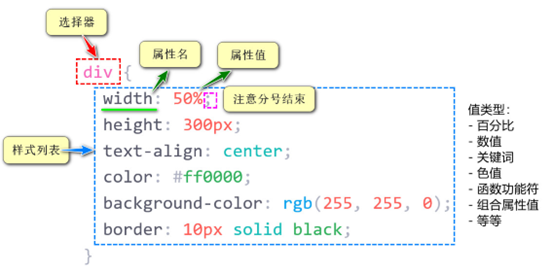 选择器
属性名
属性值
div {
width: 50%;
注意分号结束
height: 300px;
样式列表
text-align: center;
color: #ff0000;
background-color: rgb(255, 255, 0);
border: 10px solid black;
}
值类型：
- 百分比
- 数值
- 关键词
- 色值
- 函数功能符
- 组合属性值
- 等等